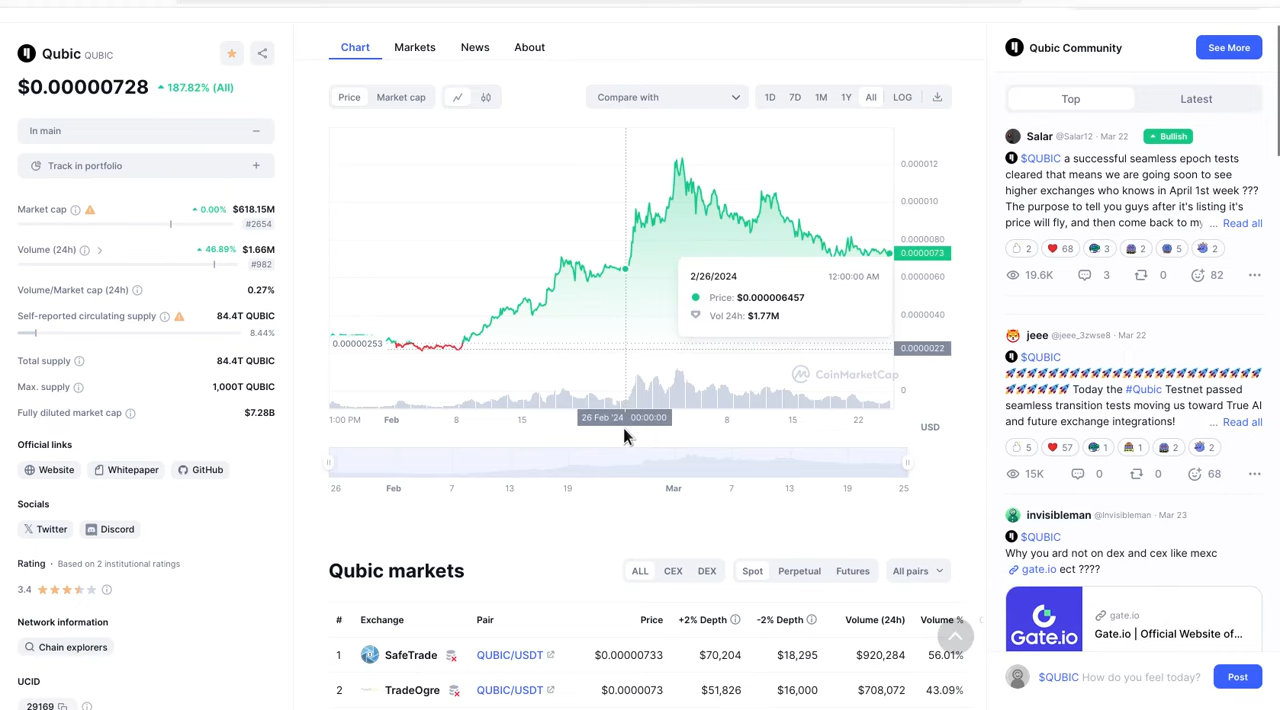 Qubic QUBIC
$0.00000728 187.82% (All)
In main
Track in portfolio
Market cap 0.00% $618.15M
#2654
Volume (24h) 46.89% $1.66M
#982
Volume/Market cap (24h) 0.27%
Self-reported circulating supply 84.4T QUBIC
8.44%
Total supply 84.4T QUBIC
Max. supply 1,000T QUBIC
Fully diluted market cap $7.28B
Official links
Website Whitepaper GitHub
Socials
Twitter Discord
Rating · Based on 2 institutional ratings
3.4
Network information
Chain explorers
UCID
29169
Chart Markets News About
Price Market cap Compare with 1D 7D 1M 1Y All LOG
0.000012
0.000010
0.0000080
0.0000073
0.0000060
0.0000040
0.0000022
0
0.00000253
2/26/2024 12:00:00 AM
Price: $0.000006457
Vol 24h: $1.77M
CoinMarketCap
1:00 PM Feb 8 15 26 Feb '24 00:00:00 8 15 22
USD
26 Feb 7 13 19 Mar 7 13 19 25
Qubic markets
ALL CEX DEX Spot Perpetual Futures All pairs
# Exchange Pair Price +2% Depth -2% Depth Volume (24h) Volume %
1 SafeTrade QUBIC/USDT $0.00000733 $70,204 $18,295 $920,284 56.01%
2 TradeOgre QUBIC/USDT $0.0000073 $51,826 $16,000 $708,072 43.09%
Qubic Community See More
Top Latest
Salar @Salar12 · Mar 22 Bullish
$QUBIC a successful seamless epoch tests
cleared that means we are going soon to see
higher exchanges who knows in April 1st week ???
The purpose to tell you guys after it's listing it's
price will fly, and then come back to my ... Read all
2 68 3 2 5 2
19.6K 3 0 82
jeee @jeee_3zwse8 · Mar 22
$QUBIC
Today the #Qubic Testnet passed
seamless transition tests moving us toward True AI
and future exchange integrations! ... Read all
5 57 1 1 2 2
15K 0 0 68
invisibleman @Invisibleman · Mar 23
$QUBIC
Why you ard not on dex and cex like mexc
gate.io ect ????
gate.io
Gate.io
Gate.io | Official Website of...
$QUBIC How do you feel today? Post